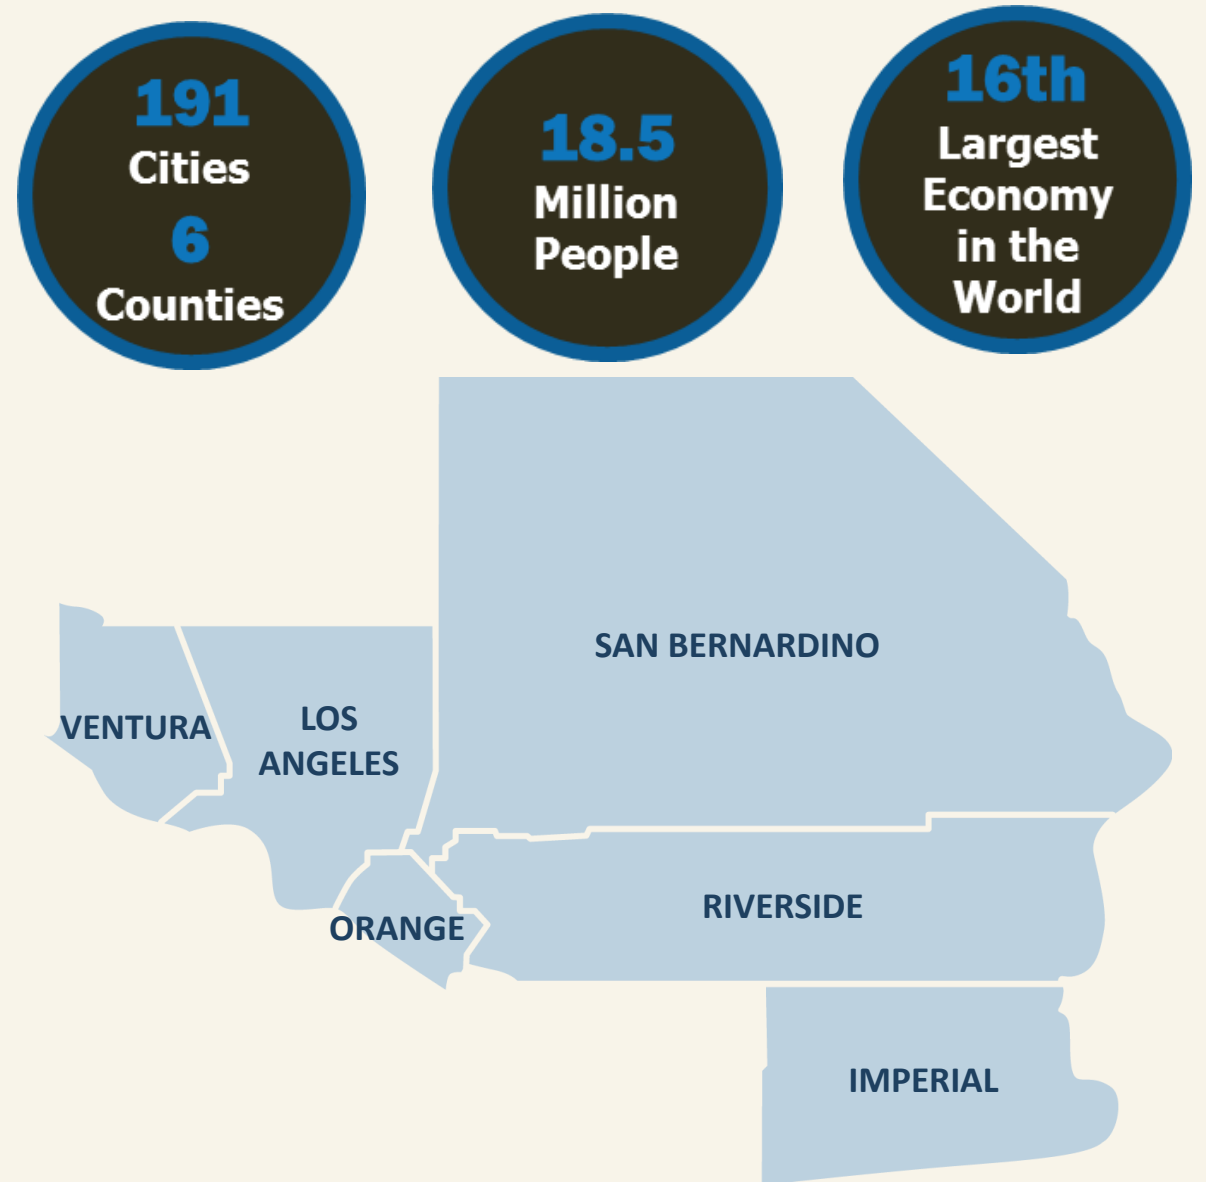 191
Cities
6
Counties
18.5
Million
People
16th
Largest
Economy
in the
World
SAN BERNARDINO
VENTURA
LOS
ANGELES
RIVERSIDE
ORANGE
IMPERIAL